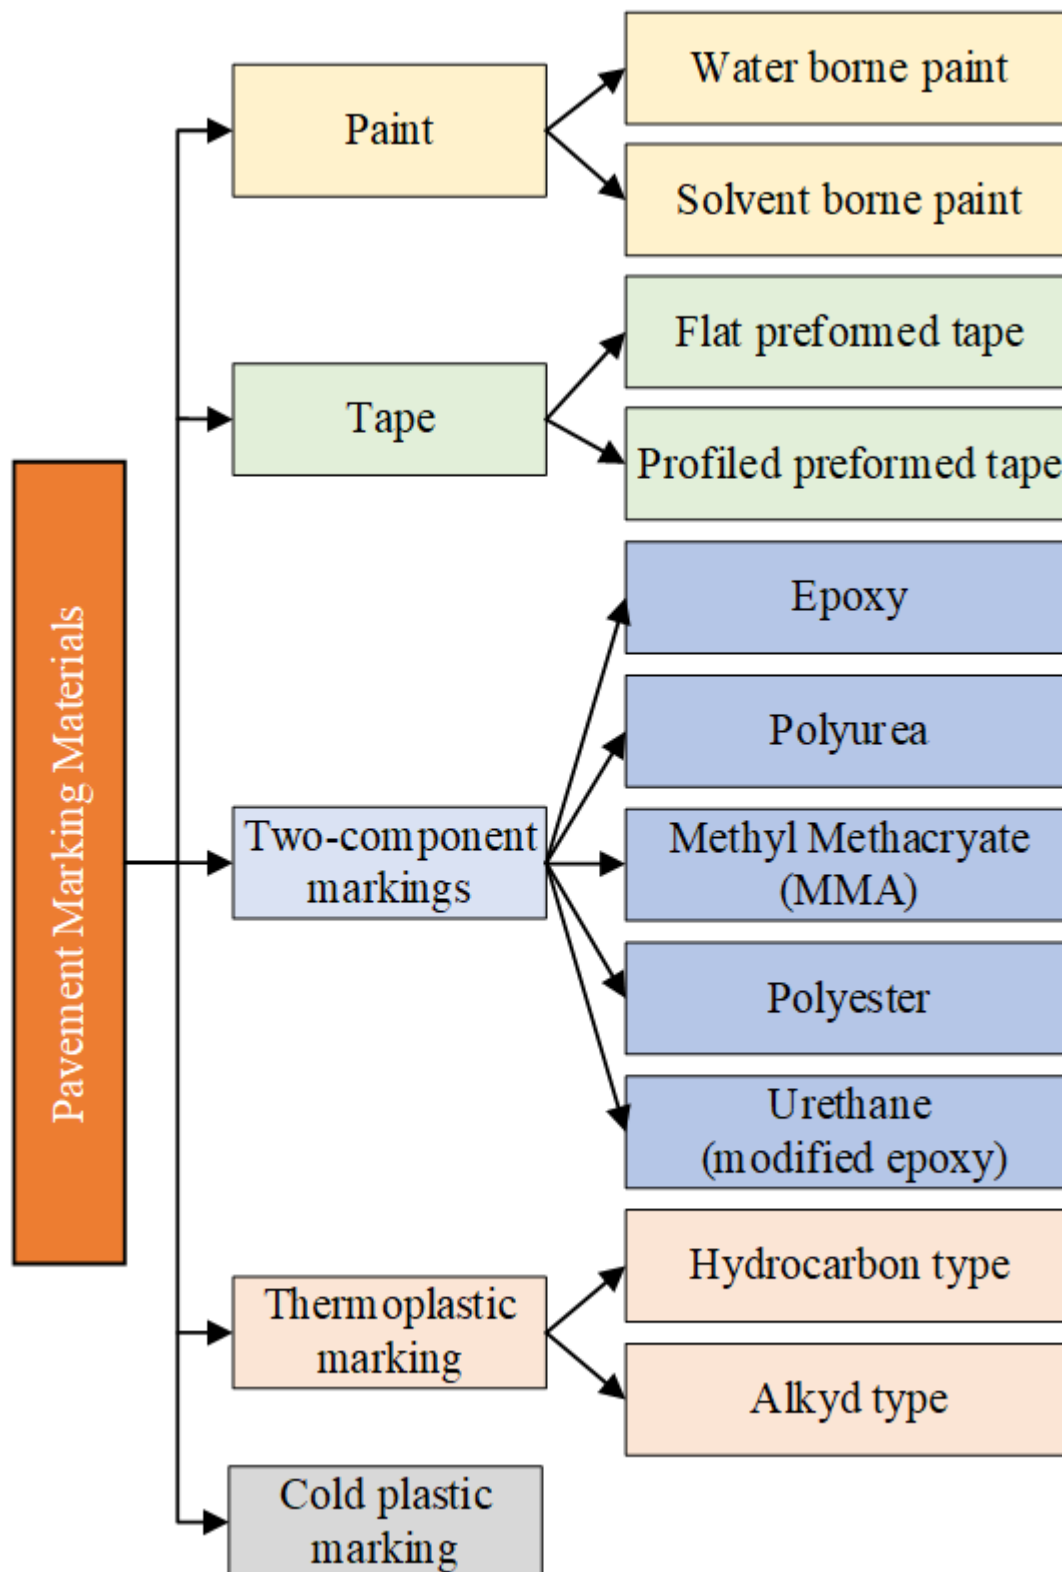 Pavement Marking Materials
Paint
Water borne paint
Solvent borne paint
Tape
Flat preformed tape
Profiled preformed tape
Two-component
markings
Epoxy
Polyurea
Methyl Methacryate
(MMA)
Polyester
Urethane
(modified epoxy)
Thermoplastic
marking
Hydrocarbon type
Alkyd type
Cold plastic
marking